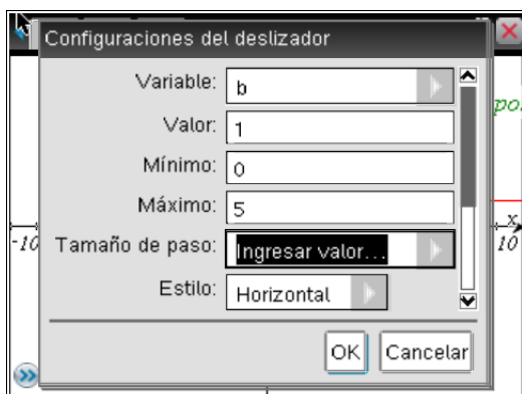 Configuraciones del deslizador
Variable: b
Valor: 1
Mínimo: 0
Máximo: 5
Tamaño de paso: Ingresar valor...
Estilo: Horizontal
OK Cancelar
-10
x
10